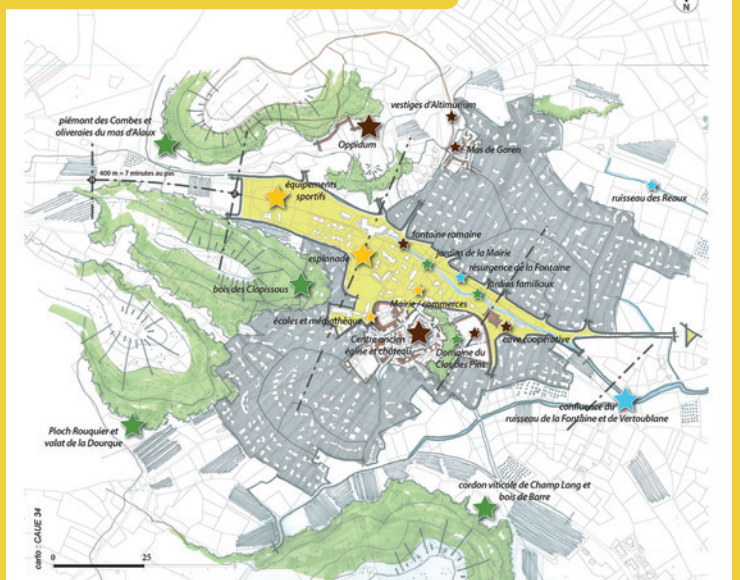 N
vestiges d'Altimurium
piémont des Combes et
oliveraies du mas d'Alaux
Oppidum
Mas de Garen
400 m = 7 minutes au pas
équipements
sportifs
ruisseau des Reaux
fontaine romaine
jardins de la Mairie
esplanade
résurgence de la Fontaine
bois des Clapissous
jardins familiaux
Mairie / commerces
écoles et médiathèque
Centre ancien
église et château
cave coopérative
Domaine du
Clos des Pins
confluence du
ruisseau de la Fontaine et de Vertoublane
Pioch Rouquier et
valat de la Dourque
cordon viticole de Champ Long et
bois de Barre
carto : CAUE 34
0 25